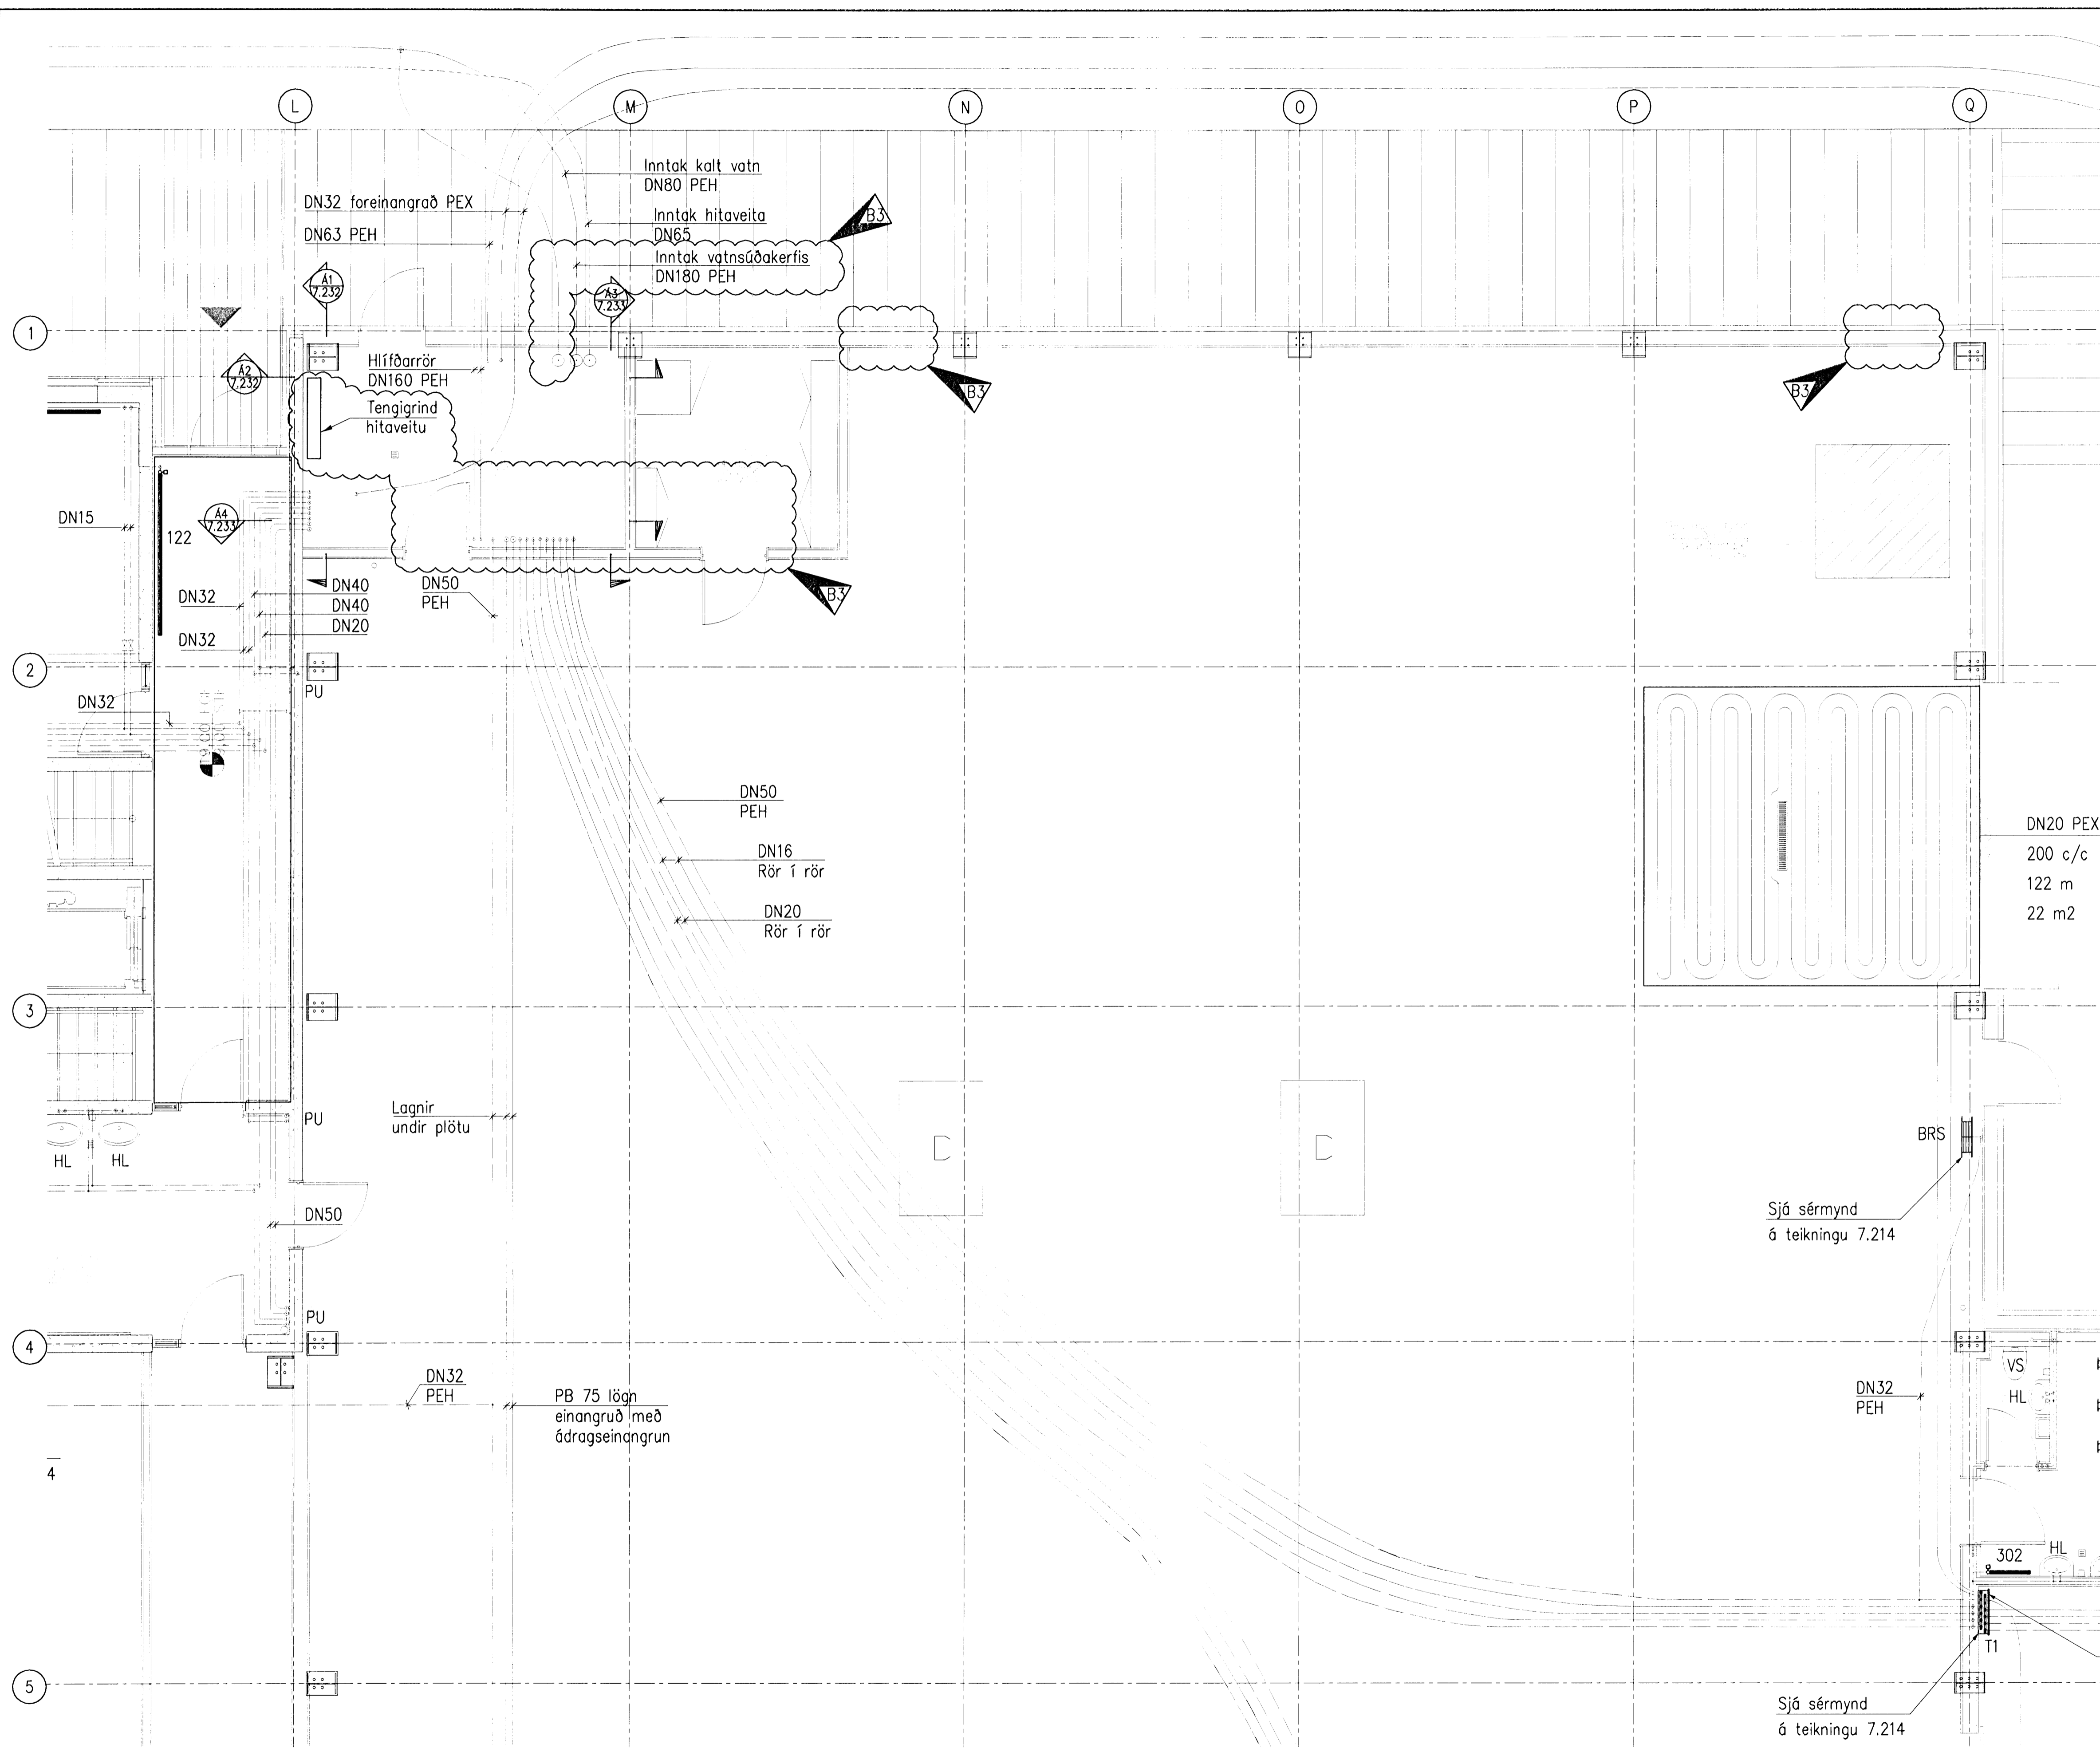 L
M
N
O
P
Q
Inntak kalt vatn
DN80 PEH
DN32 foreinangrað PEX
Inntak hitaveita
DN65
B3
DN63 PEH
Inntak vatnsúðakerfis
DN180 PEH
Á1
7.232
Á3
7.233
1
Hlífðarrör
DN160 PEH
Á2
7.232
B3
B3
Tengigrind
hitaveitu
DN15
Á4
7.233
122
DN32
DN40
DN40
DN20
DN50
PEH
B3
DN32
2
PU
DN32
DN50
PEH
DN16
Rör í rör
DN20
Rör í rör
DN20 PEX
200 c/c
122 m
22 m2
3
PU
Lagnir
undir plötu
D
D
BRS
HL
HL
DN50
Sjá sérmynd
á teikningu 7.214
PU
4
DN32
PEH
PB 75 lögn
einangruð með
ádragseinangrun
DN32
PEH
VS
HL
4
302
HL
T1
5
Sjá sérmynd
á teikningu 7.214